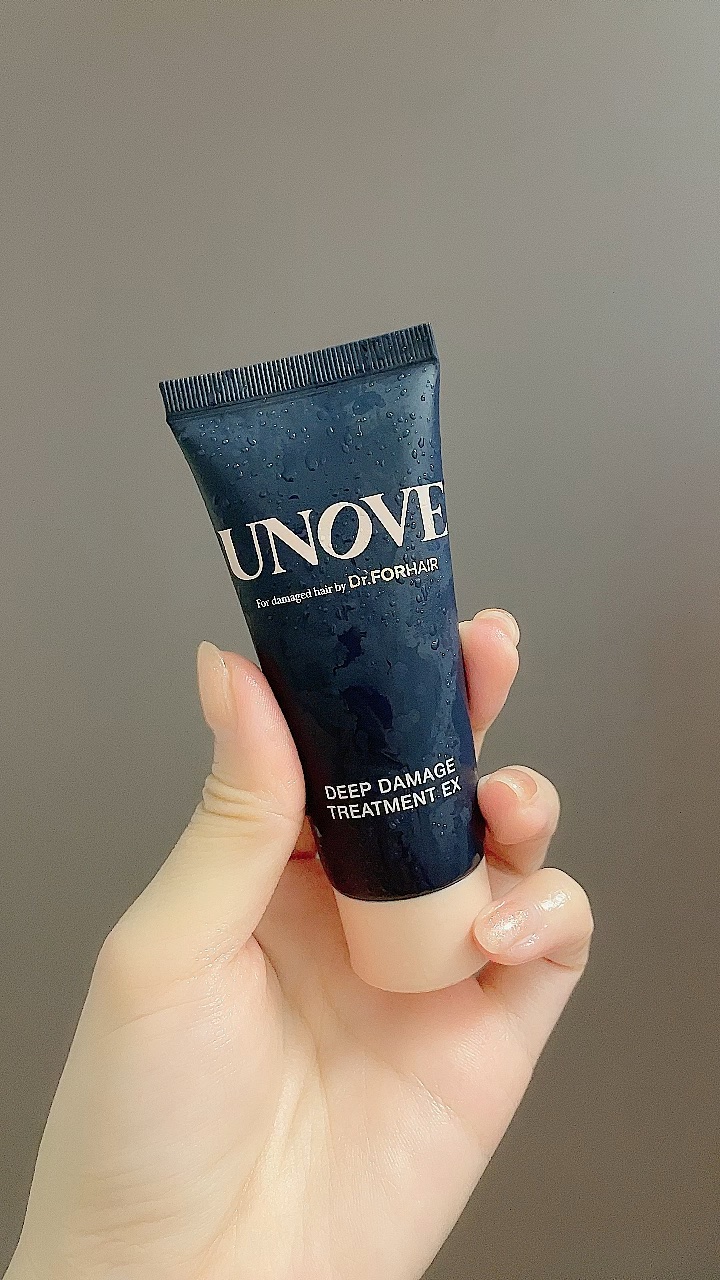 UNOVE
For damaged hair by Dr.FORHAIR
DEEP DAMAGE
TREATMENT EX